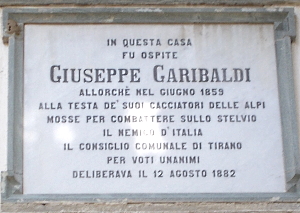 IN QUESTA CASA
FU OSPITE
GIUSEPPE GARIBALDI
ALLORCHÈ NEL GIUGNO 1859
ALLA TESTA DE' SUOI CACCIATORI DELLE ALPI
MOSSE PER COMBATTERE SULLO STELVIO
IL NEMICO D'ITALIA
IL CONSIGLIO COMUNALE DI TIRANO
PER VOTI UNANIMI
DELIBERAVA IL 12 AGOSTO 1882